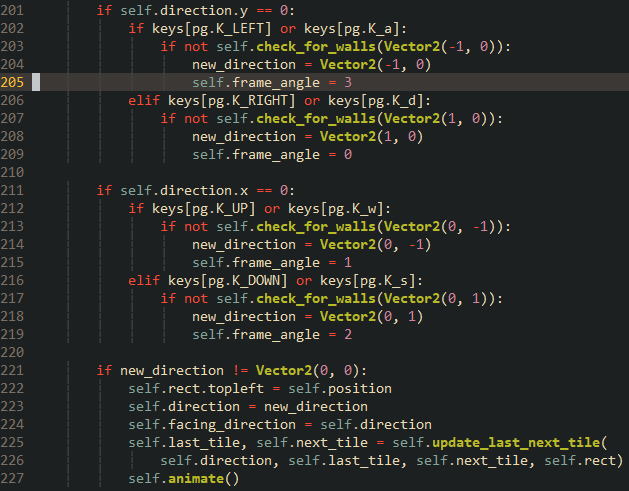 201         if self.direction.y == 0:
202             if keys[pg.K_LEFT] or keys[pg.K_a]:
203                 if not self.check_for_walls(Vector2(-1, 0)):
204                     new_direction = Vector2(-1, 0)
205                     self.frame_angle = 3
206             elif keys[pg.K_RIGHT] or keys[pg.K_d]:
207                 if not self.check_for_walls(Vector2(1, 0)):
208                     new_direction = Vector2(1, 0)
209                     self.frame_angle = 0
210
211         if self.direction.x == 0:
212             if keys[pg.K_UP] or keys[pg.K_w]:
213                 if not self.check_for_walls(Vector2(0, -1)):
214                     new_direction = Vector2(0, -1)
215                     self.frame_angle = 1
216             elif keys[pg.K_DOWN] or keys[pg.K_s]:
217                 if not self.check_for_walls(Vector2(0, 1)):
218                     new_direction = Vector2(0, 1)
219                     self.frame_angle = 2
220
221         if new_direction != Vector2(0, 0):
222             self.rect.topleft = self.position
223             self.direction = new_direction
224             self.facing_direction = self.direction
225             self.last_tile, self.next_tile = self.update_last_next_tile(
226                 self.direction, self.last_tile, self.next_tile, self.rect)
227             self.animate()